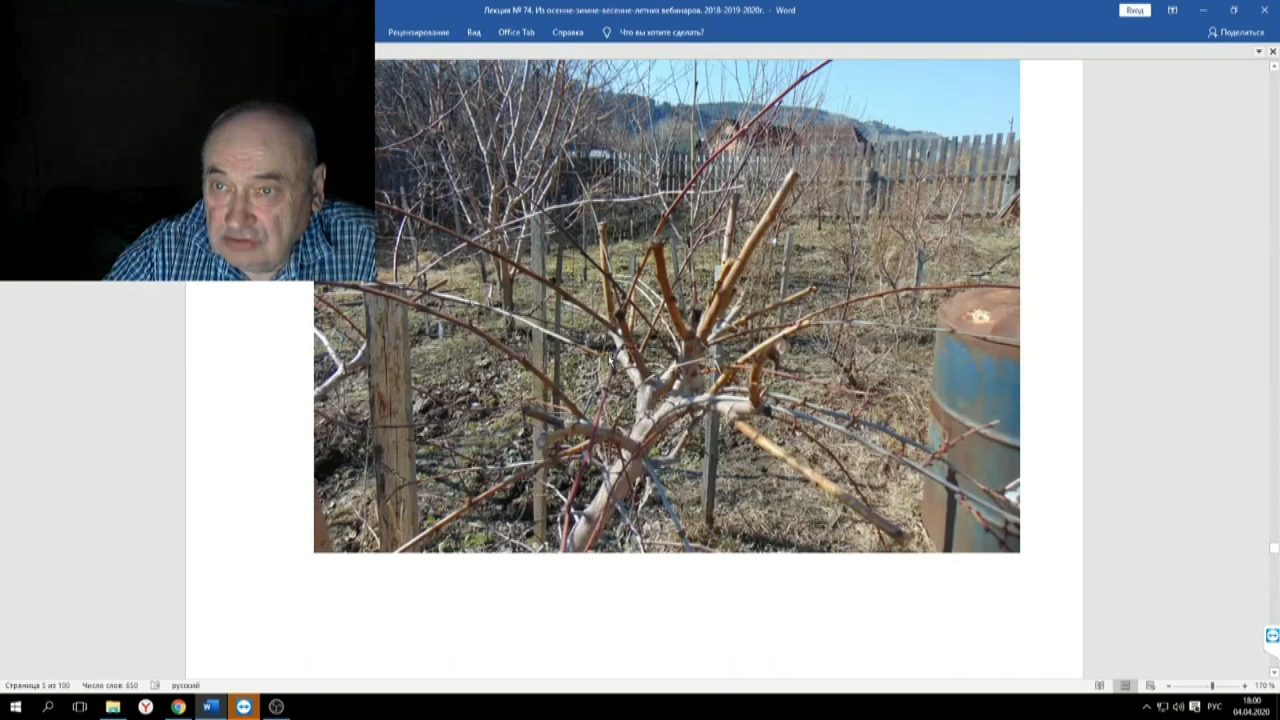 Лекция № 74. Из осенне-зимне-весенне-летних вебинаров. 2018-2019-2020г. - Word
Вход
Рецензирование Вид Office Tab Справка Что вы хотите сделать? Поделиться
Страница 5 из 100 Число слов: 650 русский 170 %
РУС
18:00
04.04.2020